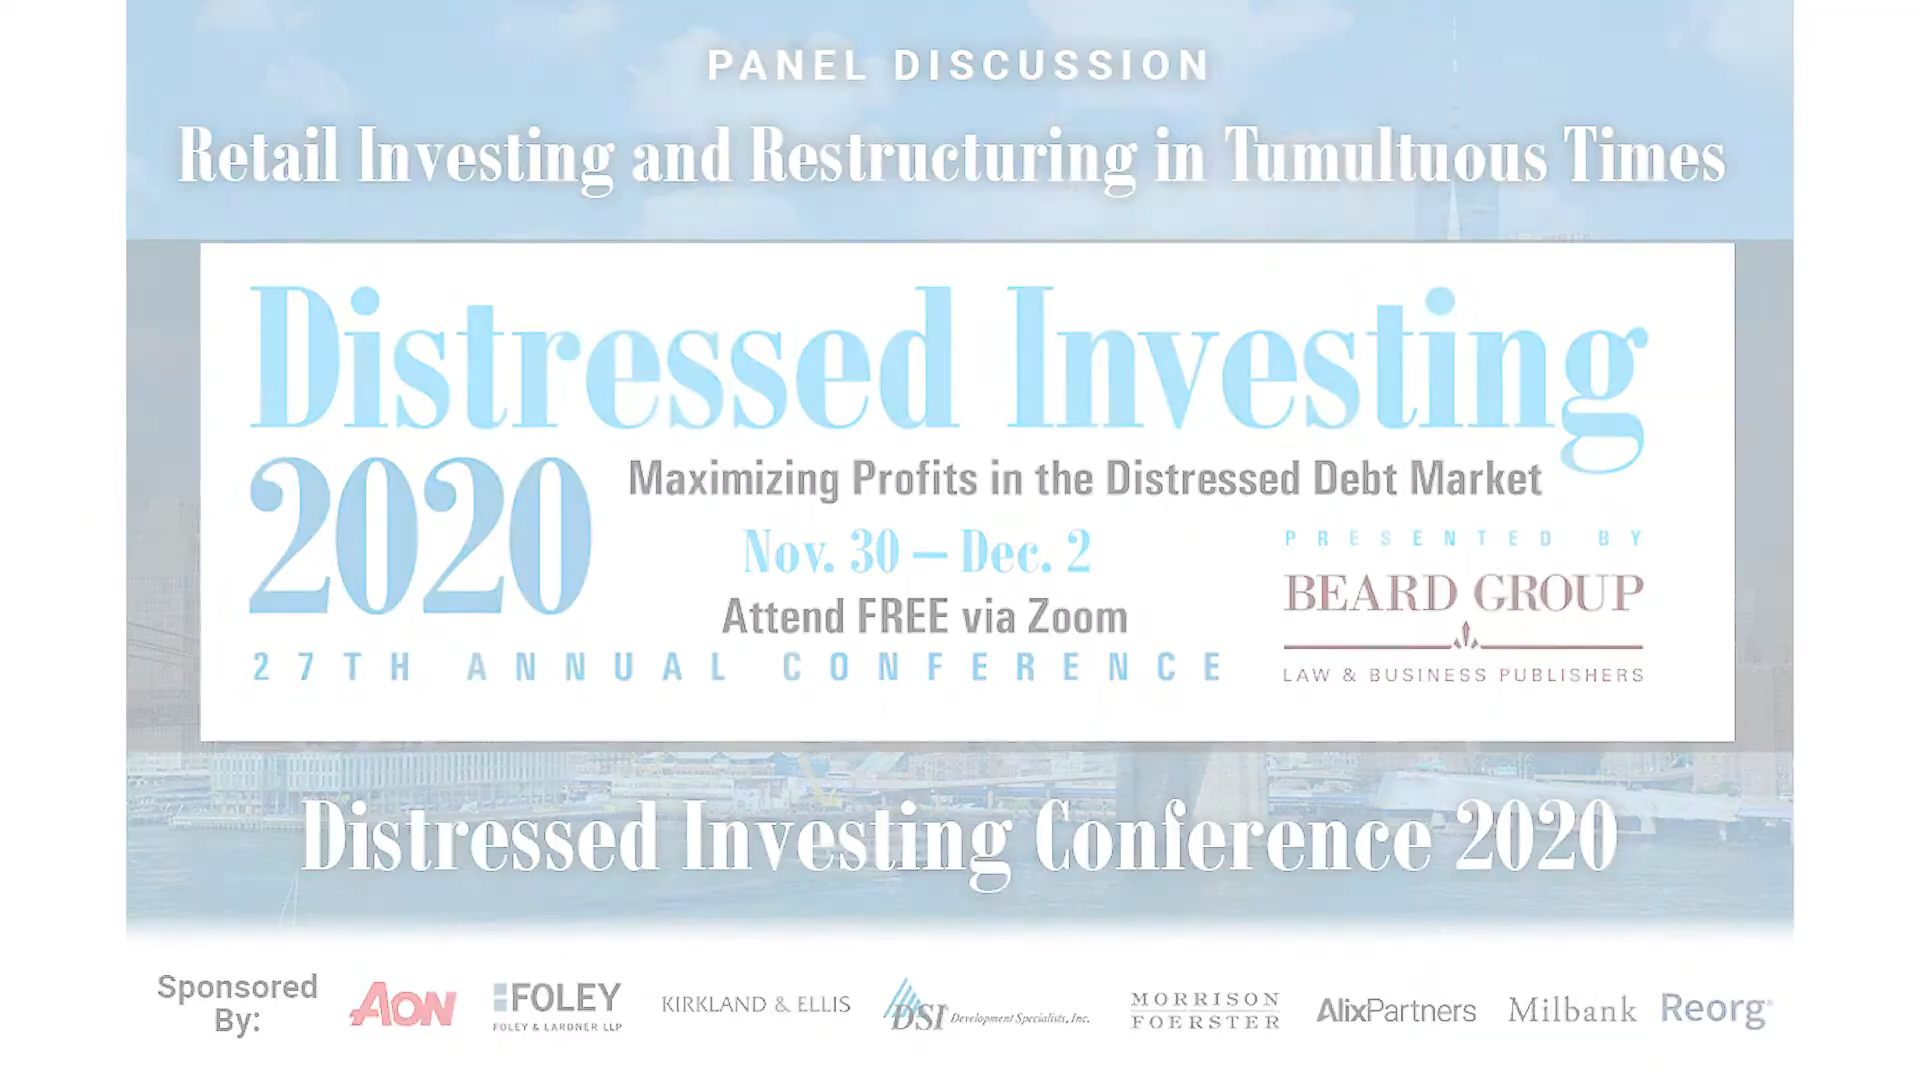 PANEL DISCUSSION
Retail Investing and Restructuring in Tumultuous Times
Distressed Investing
2020
Maximizing Profits in the Distressed Debt Market
Nov. 30 – Dec. 2
Attend FREE via Zoom
27TH ANNUAL CONFERENCE
PRESENTED BY
BEARD GROUP
LAW & BUSINESS PUBLISHERS
Distressed Investing Conference 2020
Sponsored
By:
AON
FOLEY
FOLEY & LARDNER LLP
KIRKLAND & ELLIS
DSI Development Specialists, Inc.
MORRISON
FOERSTER
AlixPartners
Milbank
Reorg